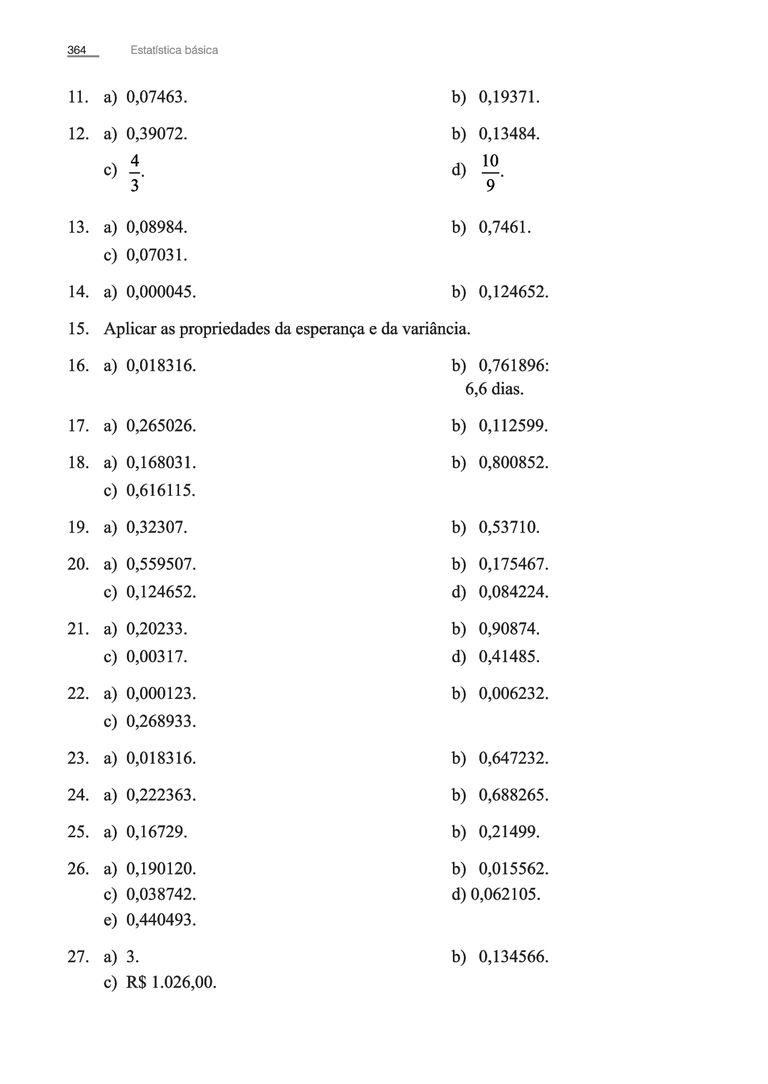 364 Estatística básica
11. a) 0,07463. b) 0,19371.
12. a) 0,39072. b) 0,13484.
c) 4/3. d) 10/9.
13. a) 0,08984. b) 0,7461.
c) 0,07031.
14. a) 0,000045. b) 0,124652.
15. Aplicar as propriedades da esperança e da variância.
16. a) 0,018316. b) 0,761896:
6,6 dias.
17. a) 0,265026. b) 0,112599.
18. a) 0,168031. b) 0,800852.
c) 0,616115.
19. a) 0,32307. b) 0,53710.
20. a) 0,559507. b) 0,175467.
c) 0,124652. d) 0,084224.
21. a) 0,20233. b) 0,90874.
c) 0,00317. d) 0,41485.
22. a) 0,000123. b) 0,006232.
c) 0,268933.
23. a) 0,018316. b) 0,647232.
24. a) 0,222363. b) 0,688265.
25. a) 0,16729. b) 0,21499.
26. a) 0,190120. b) 0,015562.
c) 0,038742. d) 0,062105.
e) 0,440493.
27. a) 3. b) 0,134566.
c) R$ 1.026,00.